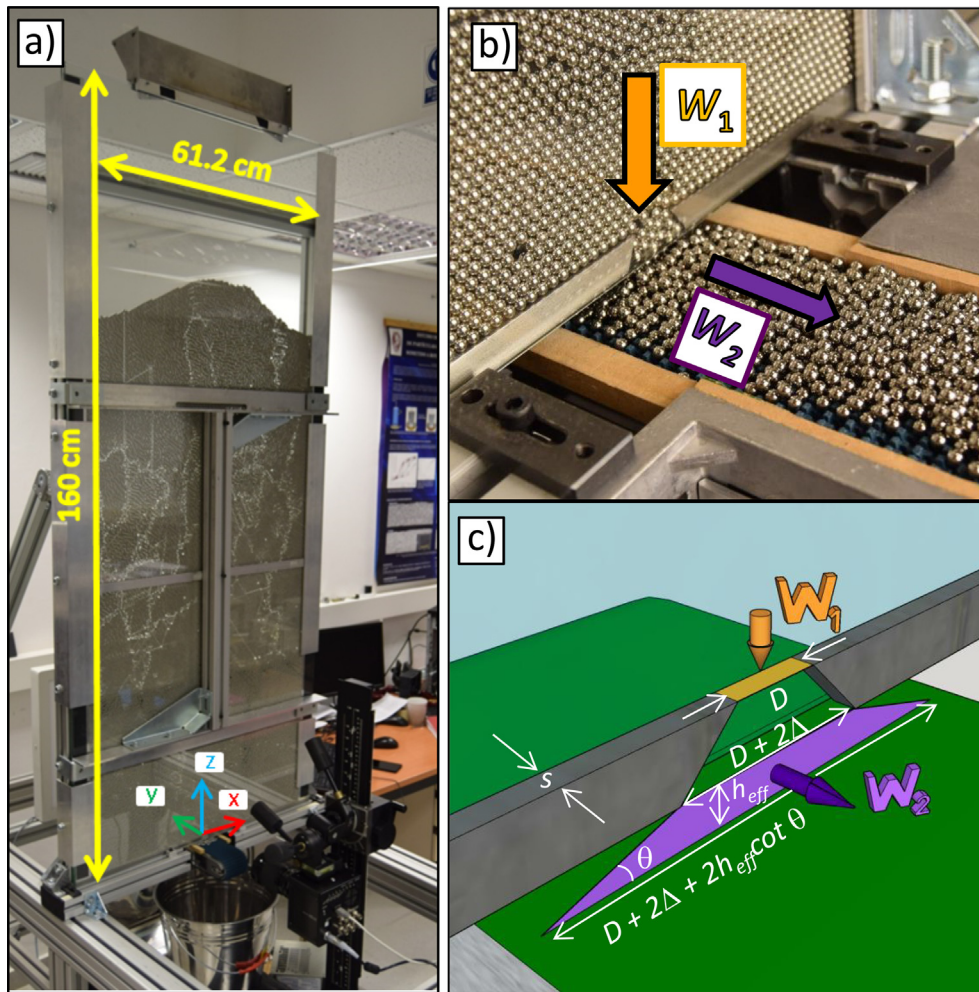 a)
61.2 cm
160 cm
z
y
x
b)
W1
W2
c)
W1
D
D + 2Δ
s
heff
W2
θ
D + 2Δ + 2heffcot θ